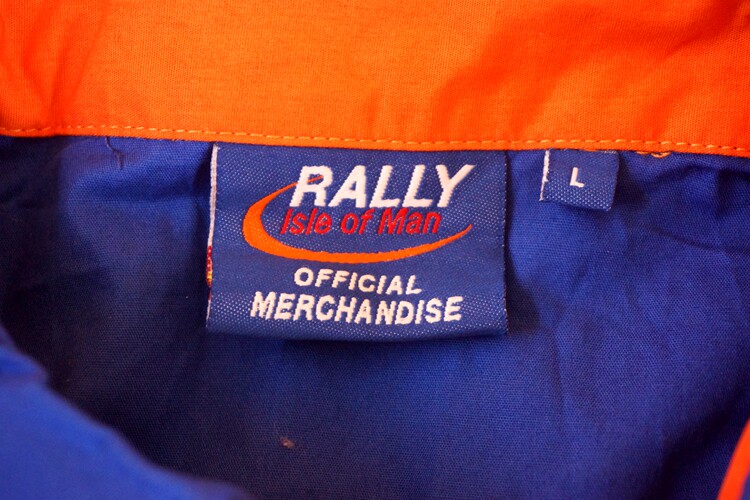 RALLY
Isle of Man
OFFICIAL
MERCHANDISE
L